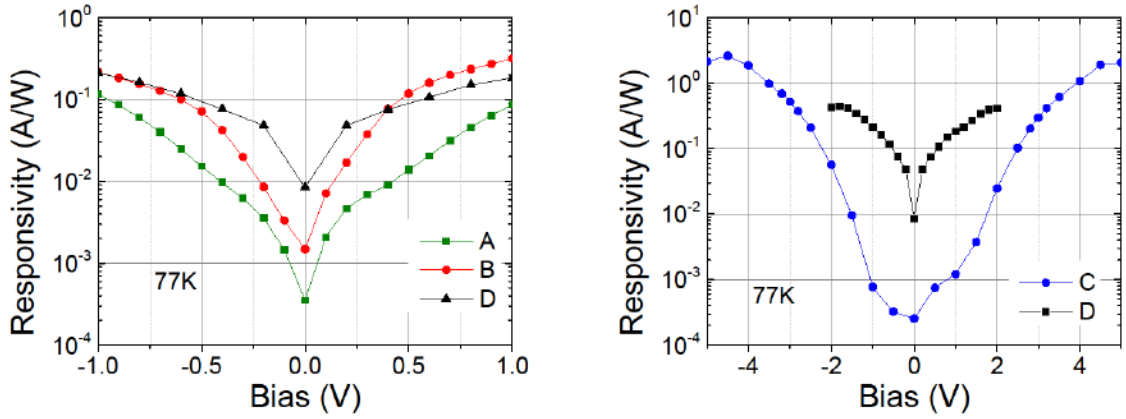 Responsivity (A/W)
10^0
10^-1
10^-2
10^-3
10^-4
77K
A
B
D
-1.0 -0.5 0.0 0.5 1.0
Bias (V)
Responsivity (A/W)
10^1
10^0
10^-1
10^-2
10^-3
10^-4
77K
C
D
-4 -2 0 2 4
Bias (V)